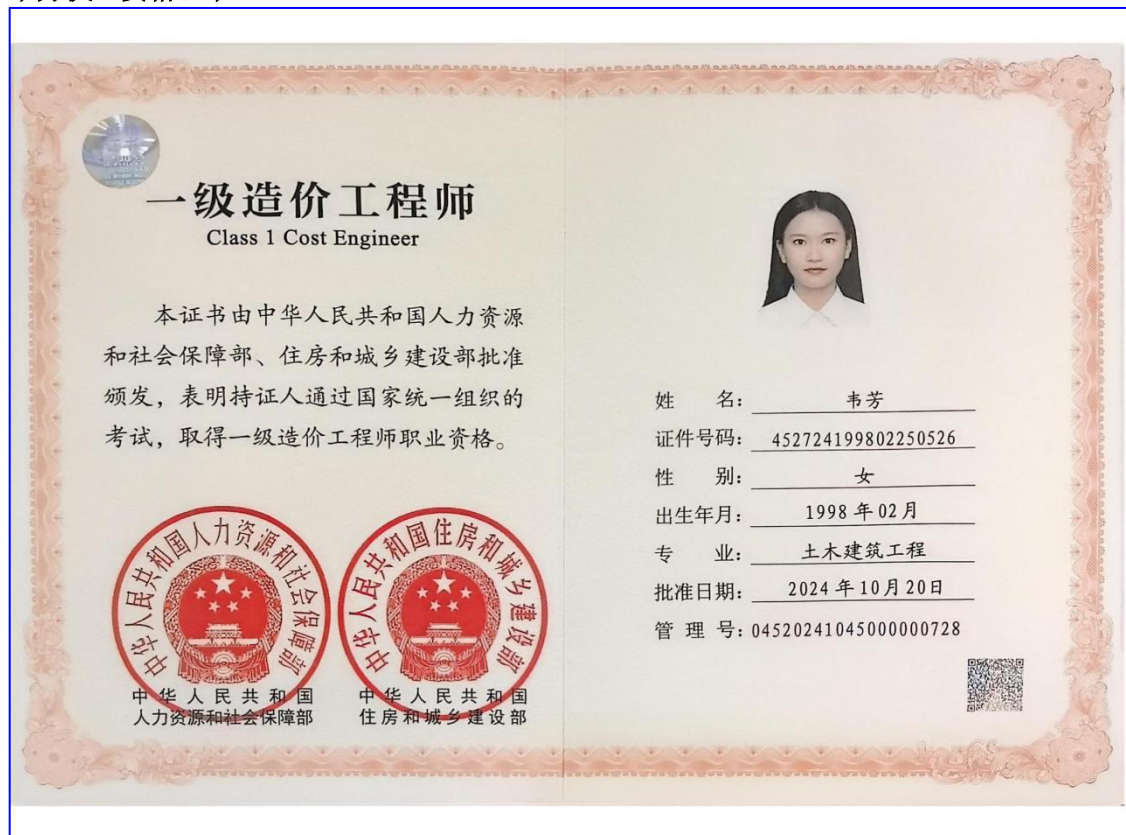 一级造价工程师
Class 1 Cost Engineer
本证书由中华人民共和国人力资源
和社会保障部、住房和城乡建设部批准
颁发，表明持证人通过国家统一组织的
考试，取得一级造价工程师职业资格。
中华人民共和国人力资源和社会保障部
中华人民共和国住房和城乡建设部
中华人民共和国
人力资源和社会保障部
中华人民共和国
住房和城乡建设部
姓 名： 韦芳
证件号码： 452724199802250526
性 别： 女
出生年月： 1998年02月
专 业： 土木建筑工程
批准日期： 2024年10月20日
管 理 号：04520241045000000728